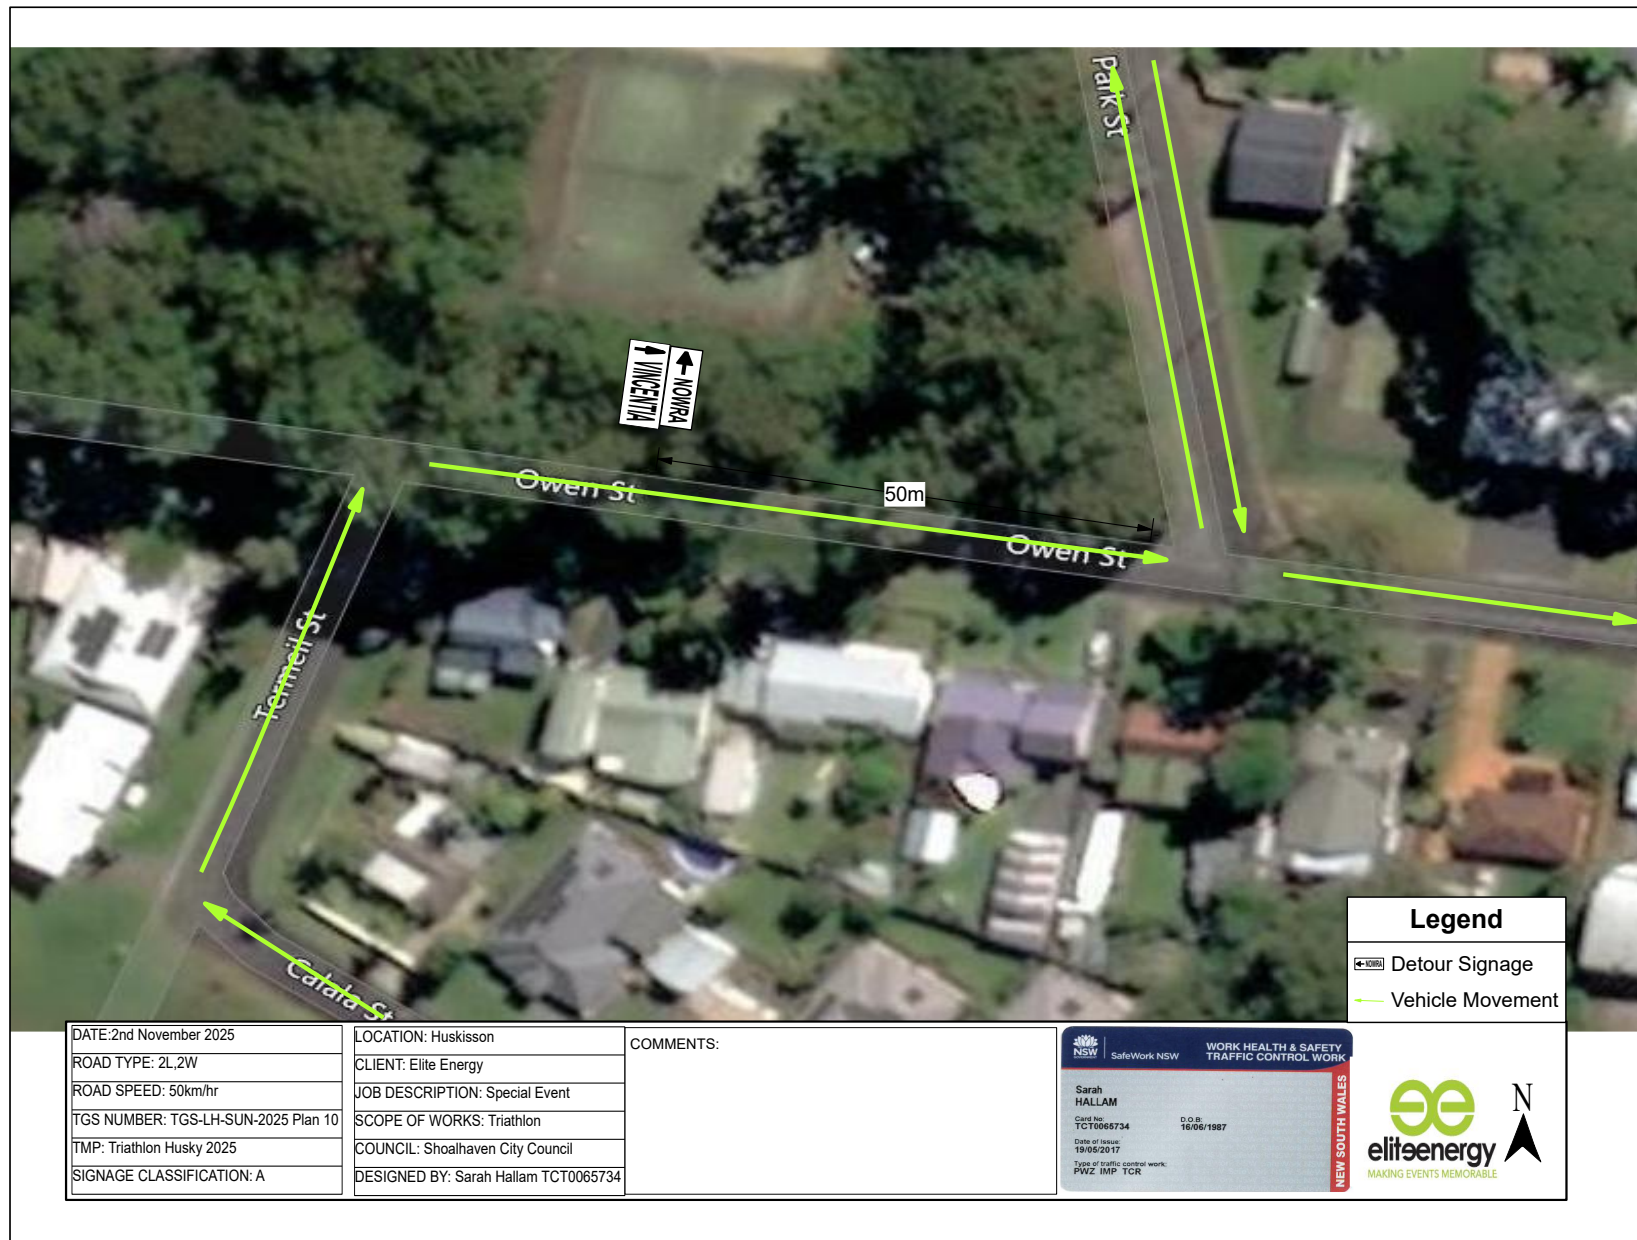 Park St
VINCENTIA
NOWRA
Owen St
50m
Owen St
Termeil St
Calala St
Legend
NOWRA
Detour Signage
Vehicle Movement
DATE:2nd November 2025
ROAD TYPE: 2L,2W
ROAD SPEED: 50km/hr
TGS NUMBER: TGS-LH-SUN-2025 Plan 10
TMP: Triathlon Husky 2025
SIGNAGE CLASSIFICATION: A
LOCATION: Huskisson
CLIENT: Elite Energy
JOB DESCRIPTION: Special Event
SCOPE OF WORKS: Triathlon
COUNCIL: Shoalhaven City Council
DESIGNED BY: Sarah Hallam TCT0065734
COMMENTS:
NSW
SafeWork NSW
WORK HEALTH & SAFETY
TRAFFIC CONTROL WORK
Sarah
HALLAM
Card No:
TCT0065734
D.O.B:
16/06/1987
Date of Issue:
19/05/2017
Type of traffic control work:
PWZ IMP TCR
NEW SOUTH WALES
eliteenergy
MAKING EVENTS MEMORABLE
N